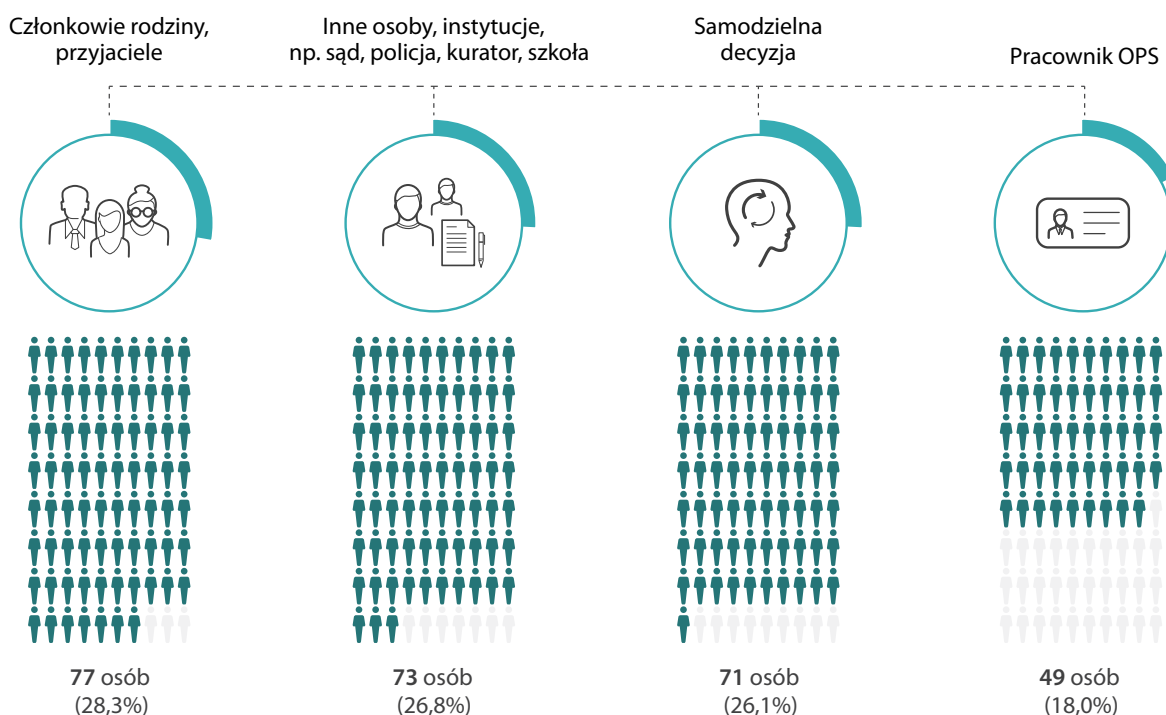 Członkowie rodziny,
przyjaciele
Inne osoby, instytucje,
np. sąd, policja, kurator, szkoła
Samodzielna
decyzja
Pracownik OPS
77 osób
(28,3%)
73 osób
(26,8%)
71 osób
(26,1%)
49 osób
(18,0%)